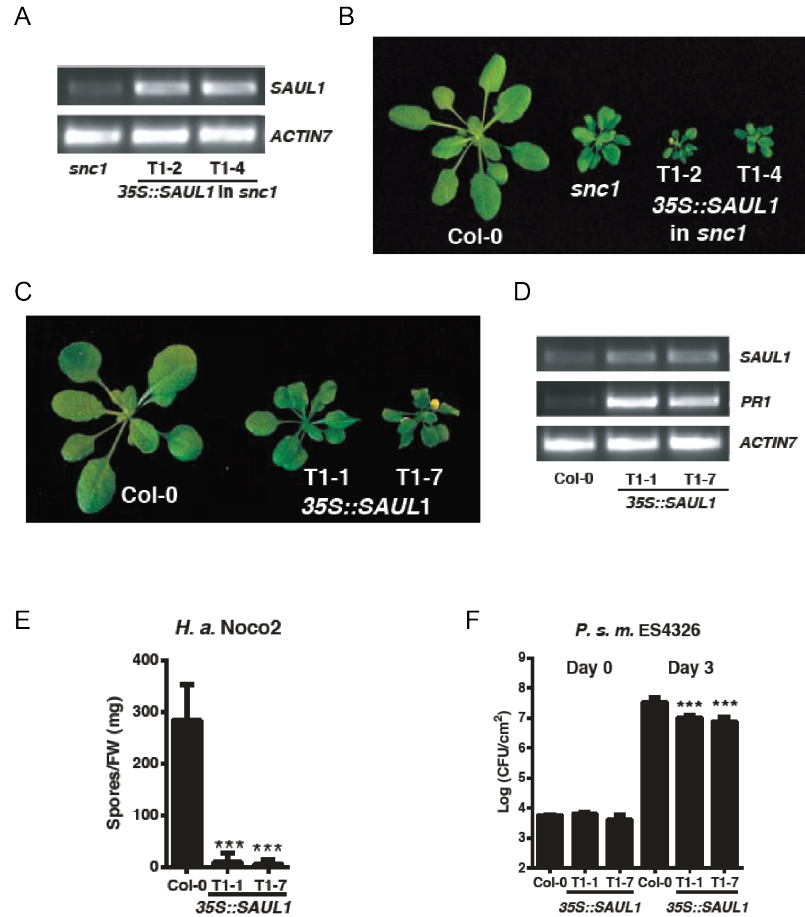 A
SAUL1
ACTIN7
snc1 T1-2 T1-4
35S::SAUL1 in snc1
B
Col-0
snc1
T1-2 T1-4
35S::SAUL1
in snc1
C
Col-0
T1-1 T1-7
35S::SAUL1
D
SAUL1
PR1
ACTIN7
Col-0 T1-1 T1-7
35S::SAUL1
E
H. a. Noco2
Spores/FW (mg)
400
300
200
100
0
*** ***
Col-0 T1-1 T1-7
35S::SAUL1
F
P. s. m. ES4326
Day 0 Day 3
Log (CFU/cm²)
9
8
7
6
5
4
3
2
*** ***
Col-0 T1-1 T1-7 Col-0 T1-1 T1-7
35S::SAUL1 35S::SAUL1